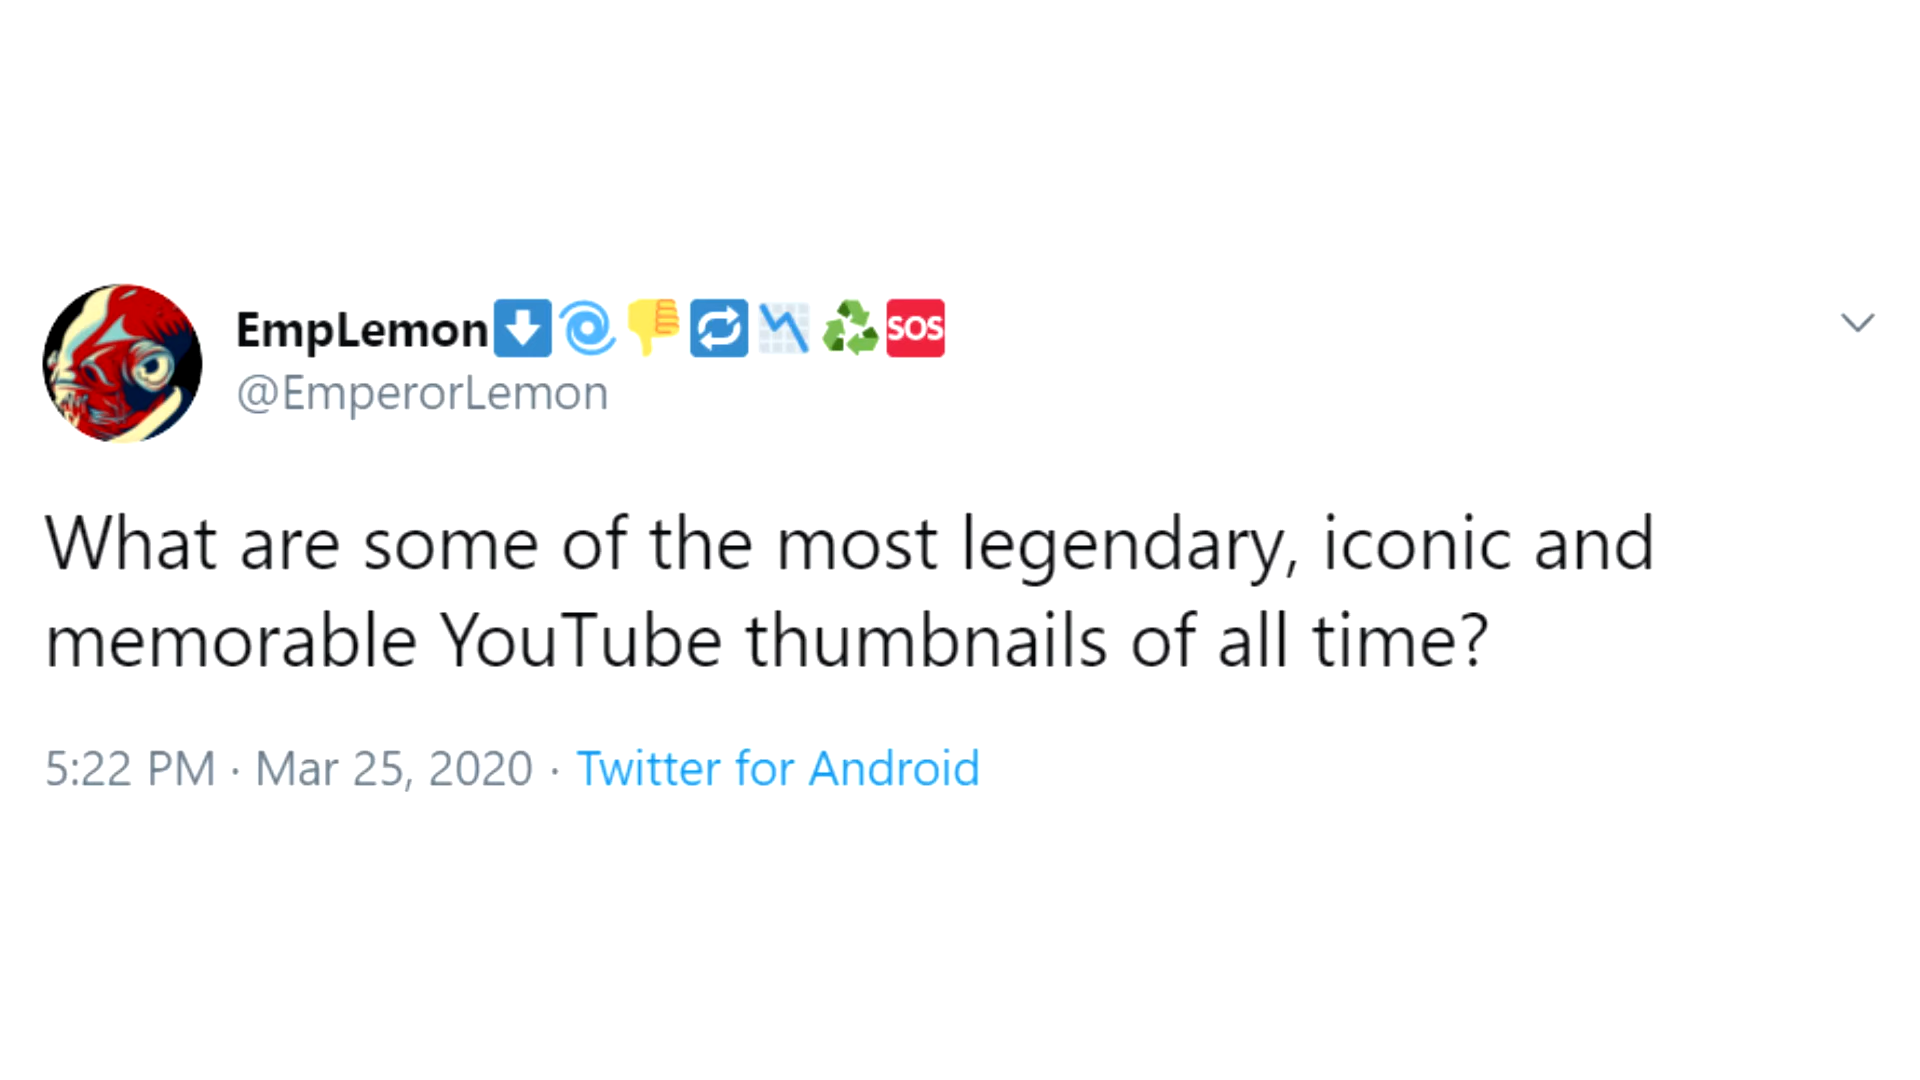 EmpLemon⬇️🌀👎🔁📉♻️🆘
@EmperorLemon
What are some of the most legendary, iconic and
memorable YouTube thumbnails of all time?
5:22 PM · Mar 25, 2020 · Twitter for Android